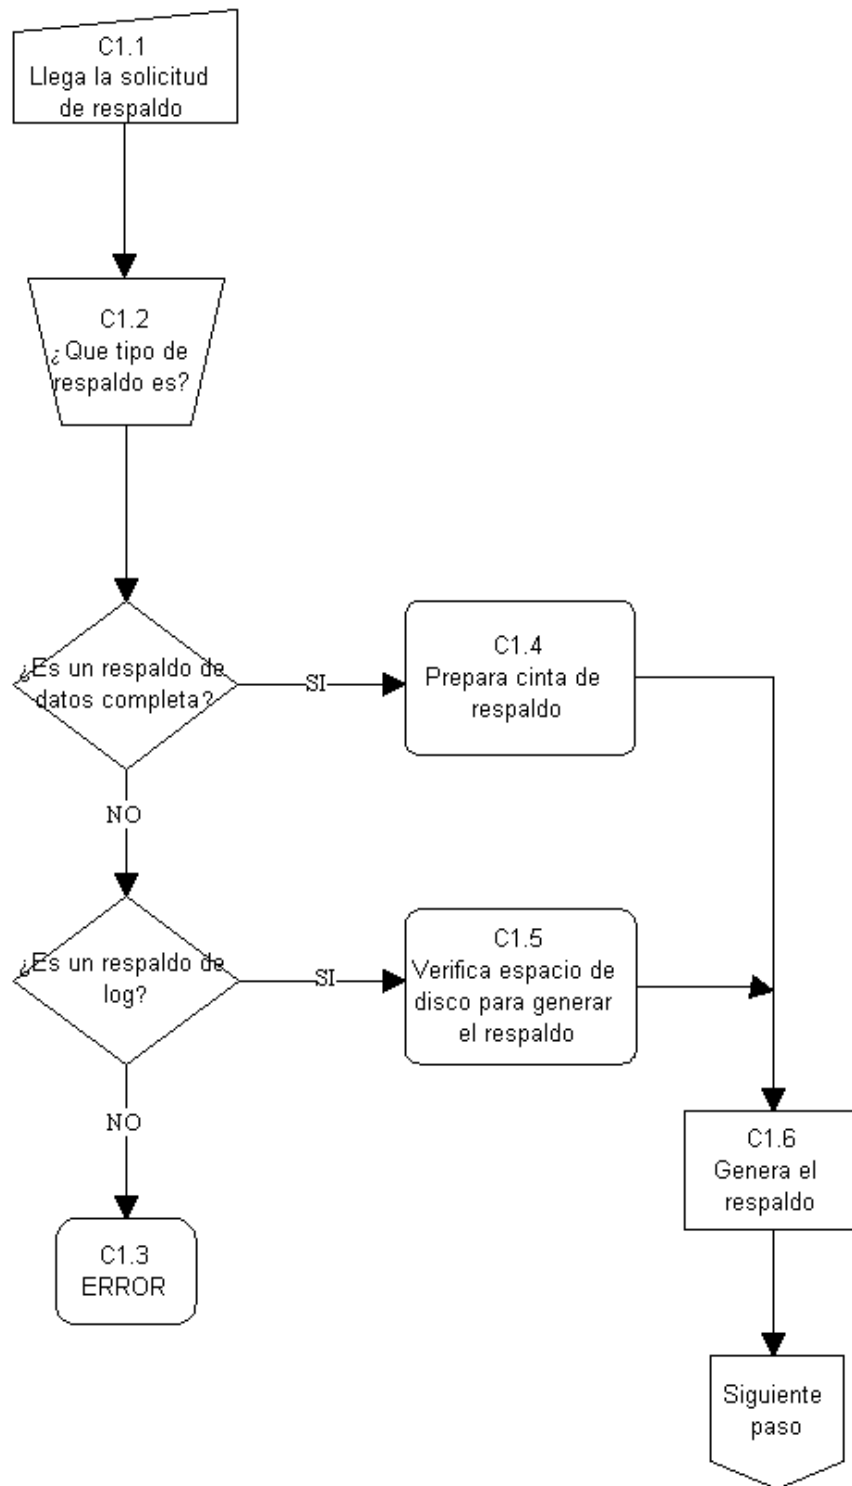 C1.1
Llega la solicitud
de respaldo
C1.2
¿Que tipo de
respaldo es?
¿Es un respaldo de
datos completa?
SI
C1.4
Prepara cinta de
respaldo
NO
¿Es un respaldo de
log?
SI
C1.5
Verifica espacio de
disco para generar
el respaldo
NO
C1.3
ERROR
C1.6
Genera el
respaldo
Siguiente
paso